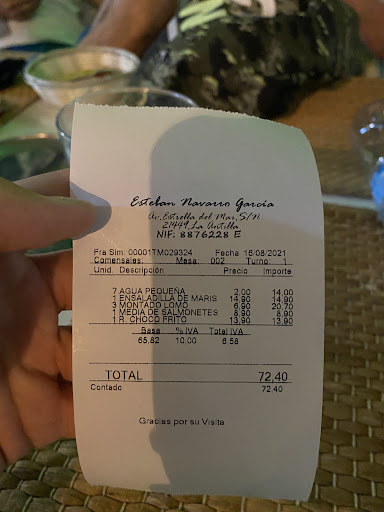 Esteban Navarro García
Av. Estrella del Mar, S/N.
21449 La Antilla
NIF: 8876228 E
Fra Sim: 00001TM029324 Fecha 15/08/2021
Comensales: Mesa: 002 Turno: 1
Unid. Descripción Precio Importe
7 AGUA PEQUEÑA 2,00 14,00
1 ENSALADILLA DE MARIS 14,90 14,90
3 MONTADO LOMO 6,90 20,70
1 MEDIA DE SALMONETES 8,90 8,90
1 R. CHOCO FRITO 13,90 13,90
Base % IVA Total IVA
65,82 10,00 6,58
TOTAL 72,40
Contado 72,40
Gracias por su Visita